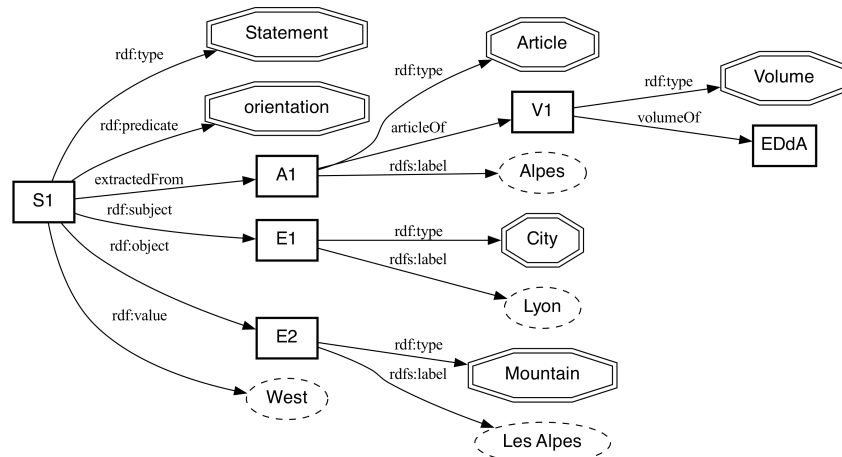 Statement
rdf:type
Article
rdf:type
Volume
rdf:type
orientation
rdf:predicate
V1
articleOf
volumeOf
EDdA
extractedFrom
A1
rdfs:label
Alpes
S1
rdf:subject
E1
rdf:type
City
rdf:object
rdfs:label
Lyon
rdf:value
E2
rdf:type
Mountain
rdfs:label
West
Les Alpes